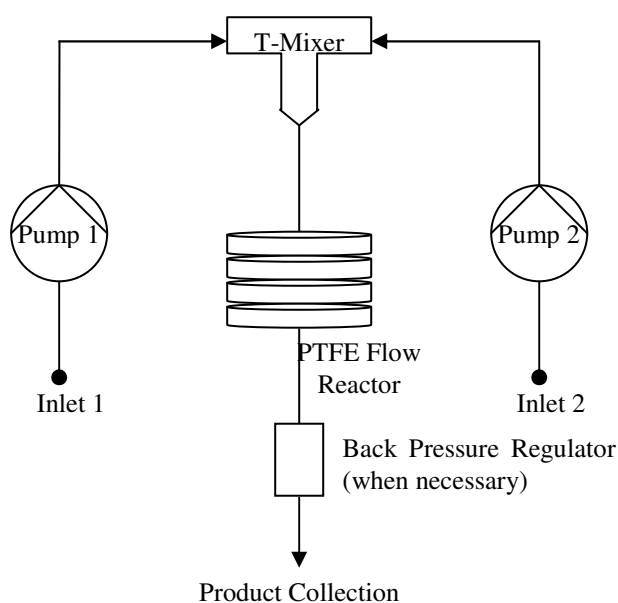 T-Mixer
Pump 1
Pump 2
PTFE Flow
Reactor
Inlet 1
Inlet 2
Back Pressure Regulator
(when necessary)
Product Collection